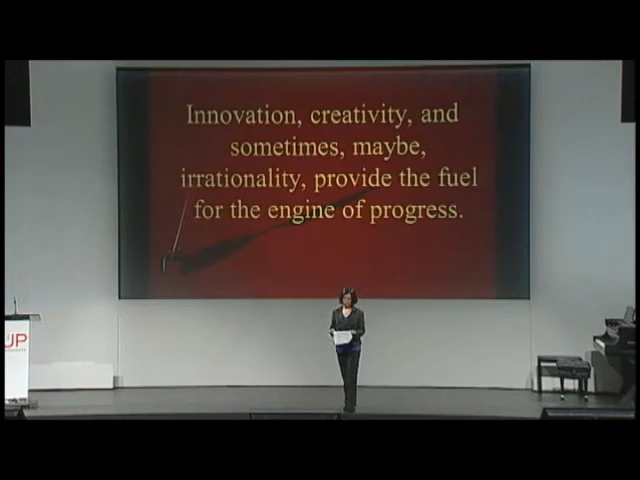 Innovation, creativity, and
sometimes, maybe,
irrationality, provide the fuel
for the engine of progress.
UP